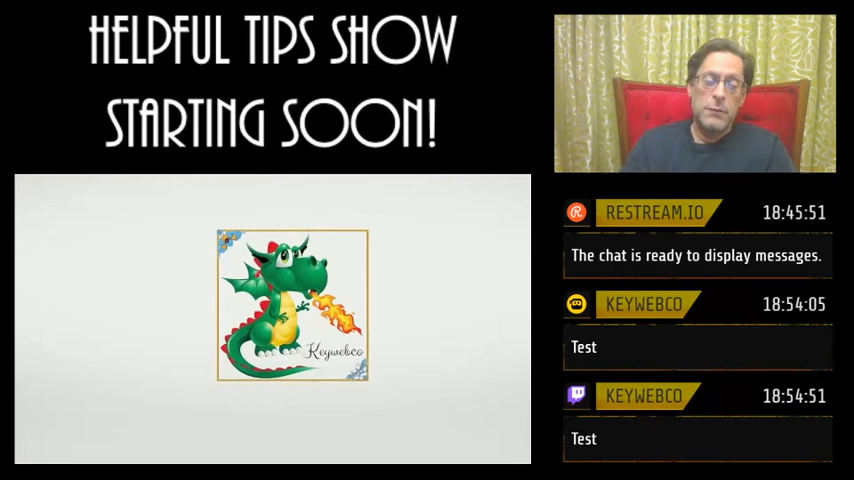 HELPFUL TIPS SHOW
STARTING SOON!
Keywebco
RESTREAM.IO 18:45:51
The chat is ready to display messages.
KEYWEBCO 18:54:05
Test
KEYWEBCO 18:54:51
Test